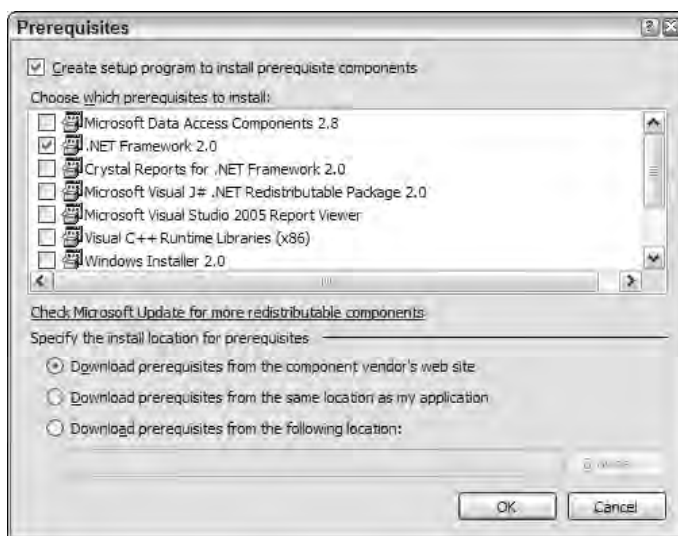 Prerequisites
Create setup program to install prerequisite components
Choose which prerequisites to install:
Microsoft Data Access Components 2.8
.NET Framework 2.0
Crystal Reports for .NET Framework 2.0
Microsoft Visual J# .NET Redistributable Package 2.0
Microsoft Visual Studio 2005 Report Viewer
Visual C++ Runtime Libraries (x86)
Windows Installer 2.0
Check Microsoft Update for more redistributable components
Specify the install location for prerequisites
Download prerequisites from the component vendor's web site
Download prerequisites from the same location as my application
Download prerequisites from the following location:
OK Cancel